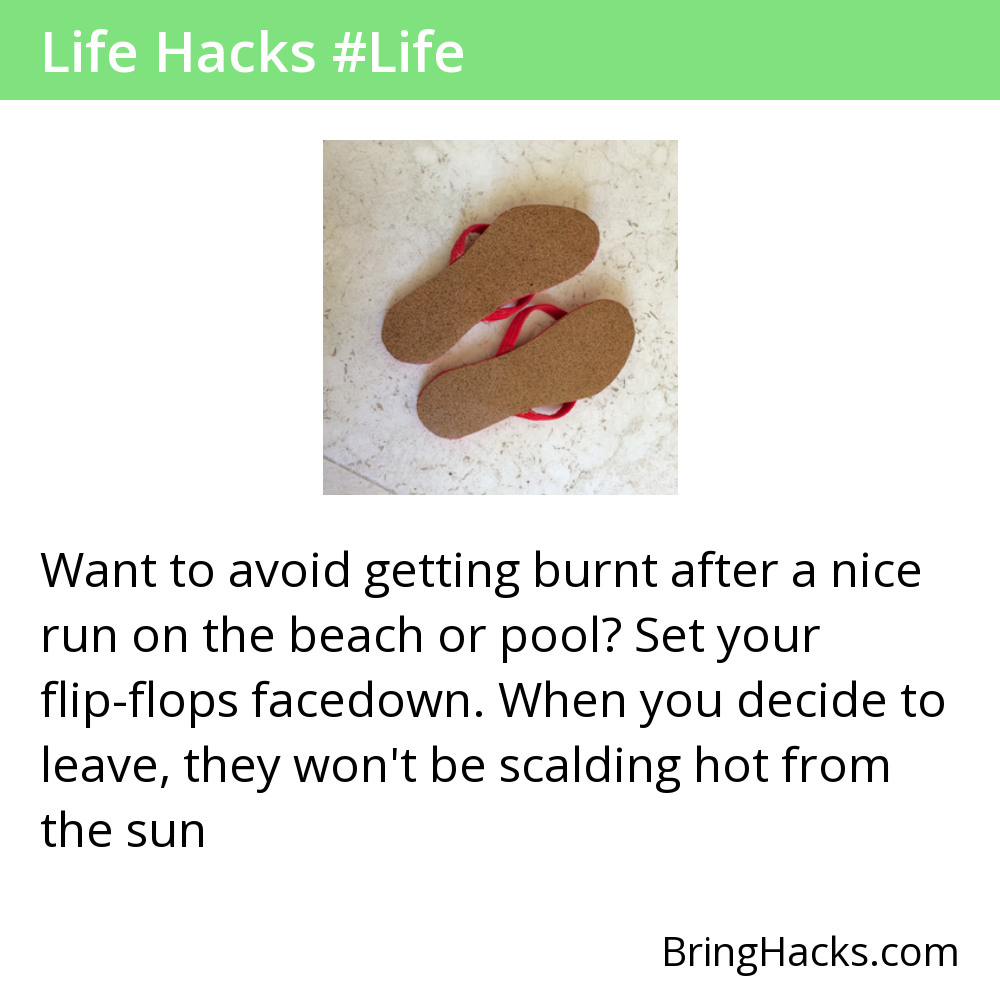 Life Hacks #Life
Want to avoid getting burnt after a nice
run on the beach or pool? Set your
flip-flops facedown. When you decide to
leave, they won't be scalding hot from
the sun
BringHacks.com